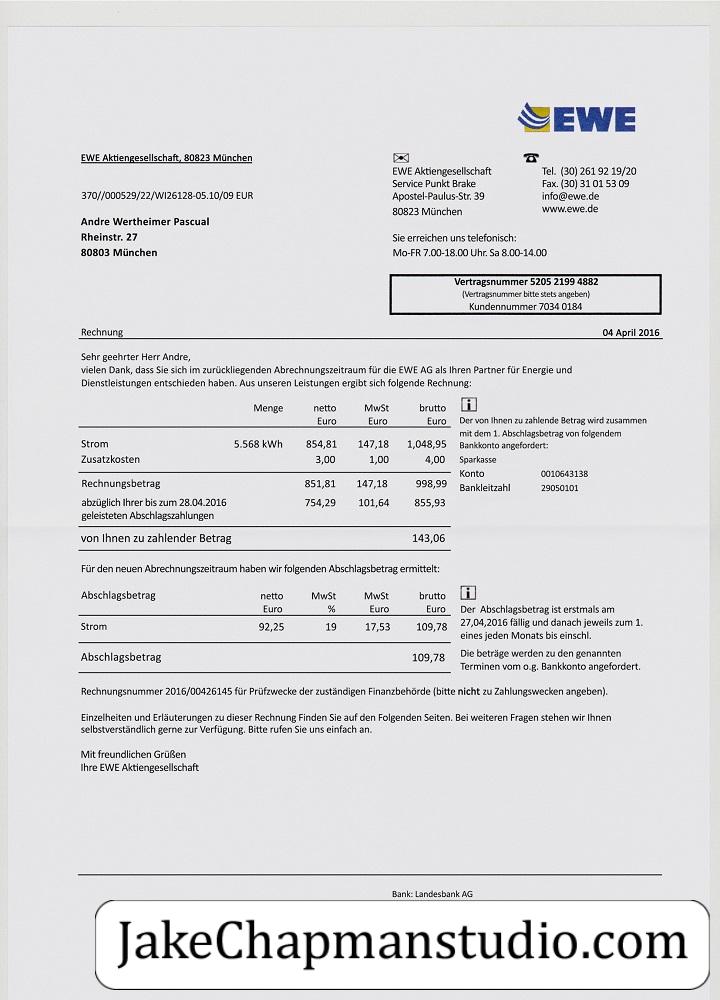 EWE
EWE Aktiengesellschaft, 80823 München
370//000529/22/WI26128-05.10/09 EUR
Andre Wertheimer Pascual
Rheinstr. 27
80803 München
EWE Aktiengesellschaft
Service Punkt Brake
Apostel-Paulus-Str. 39
80823 München
Tel. (30) 261 92 19/20
Fax. (30) 31 01 53 09
info@ewe.de
www.ewe.de
Sie erreichen uns telefonisch:
Mo-FR 7.00-18.00 Uhr. Sa 8.00-14.00
Vertragsnummer 5205 2199 4882
(Vertragsnummer bitte stets angeben)
Kundennummer 7034 0184
Rechnung 04 April 2016
Sehr geehrter Herr Andre,
vielen Dank, dass Sie sich im zurückliegenden Abrechnungszeitraum für die EWE AG als Ihren Partner für Energie und
Dienstleistungen entschieden haben. Aus unseren Leistungen ergibt sich folgende Rechnung:
Menge netto MwSt brutto
Euro Euro Euro
Strom 5.568 kWh 854,81 147,18 1,048,95
Zusatzkosten 3,00 1,00 4,00
Rechnungsbetrag 851,81 147,18 998,99
abzüglich Ihrer bis zum 28.04.2016 754,29 101,64 855,93
geleisteten Abschlagszahlungen
von Ihnen zu zahlender Betrag 143,06
i
Der von Ihnen zu zahlende Betrag wird zusammen
mit dem 1. Abschlagsbetrag von folgendem
Bankkonto angefordert:
Sparkasse
Konto 0010643138
Bankleitzahl 29050101
Für den neuen Abrechnungszeitraum haben wir folgenden Abschlagsbetrag ermittelt:
Abschlagsbetrag netto MwSt MwSt brutto
Euro % Euro Euro
Strom 92,25 19 17,53 109,78
Abschlagsbetrag 109,78
i
Der Abschlagsbetrag ist erstmals am
27,04,2016 fällig und danach jeweils zum 1.
eines jeden Monats bis einschl.
Die beträge werden zu den genannten
Terminen vom o.g. Bankkonto angefordert.
Rechnungsnummer 2016/00426145 für Prüfzwecke der zuständigen Finanzbehörde (bitte nicht zu Zahlungswecken angeben).
Einzelheiten und Erläuterungen zu dieser Rechnung Finden Sie auf den Folgenden Seiten. Bei weiteren Fragen stehen wir Ihnen
selbstverständlich gerne zur Verfügung. Bitte rufen Sie uns einfach an.
Mit freundlichen Grüßen
Ihre EWE Aktiengesellschaft
Bank: Landesbank AG
JakeChapmanstudio.com